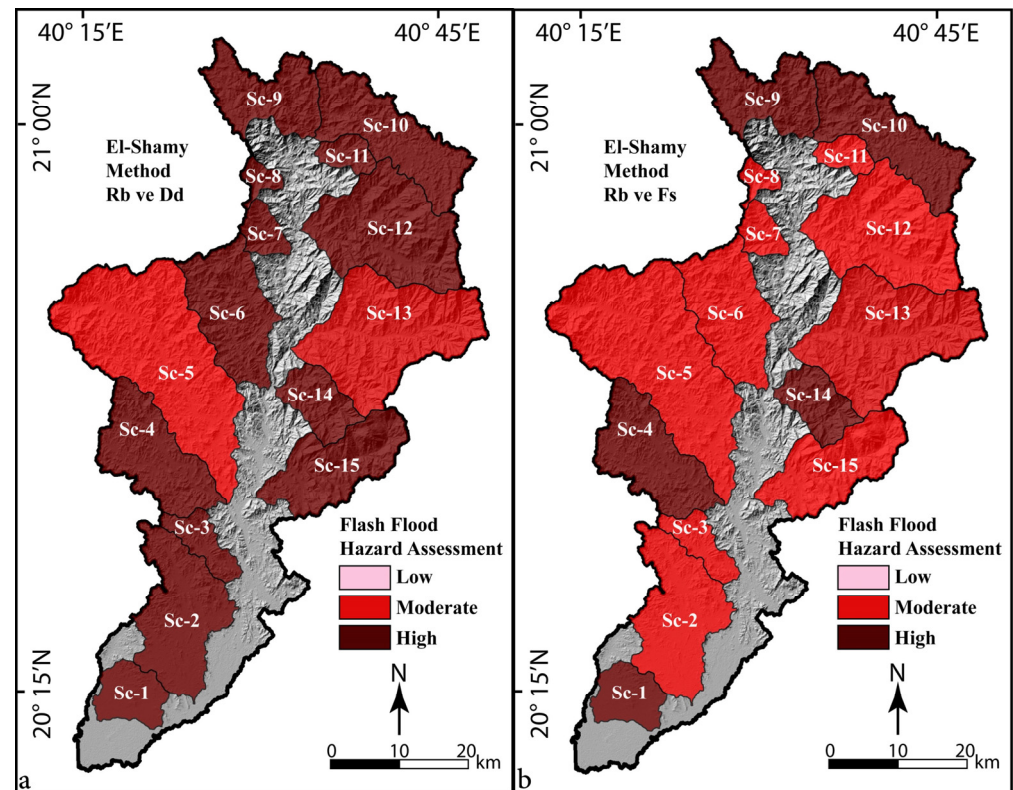 40° 15'E
40° 45'E
21° 00'N
20° 15'N
El-Shamy
Method
Rb ve Dd
Sc-9
Sc-10
Sc-11
Sc-8
Sc-12
Sc-7
Sc-6
Sc-13
Sc-5
Sc-14
Sc-4
Sc-15
Sc-3
Sc-2
Sc-1
Flash Flood
Hazard Assessment
Low
Moderate
High
N
0 10 20
km
a
40° 15'E
40° 45'E
21° 00'N
20° 15'N
El-Shamy
Method
Rb ve Fs
Sc-9
Sc-10
Sc-11
Sc-8
Sc-12
Sc-7
Sc-6
Sc-13
Sc-5
Sc-14
Sc-4
Sc-15
Sc-3
Sc-2
Sc-1
Flash Flood
Hazard Assessment
Low
Moderate
High
N
0 10 20
km
b